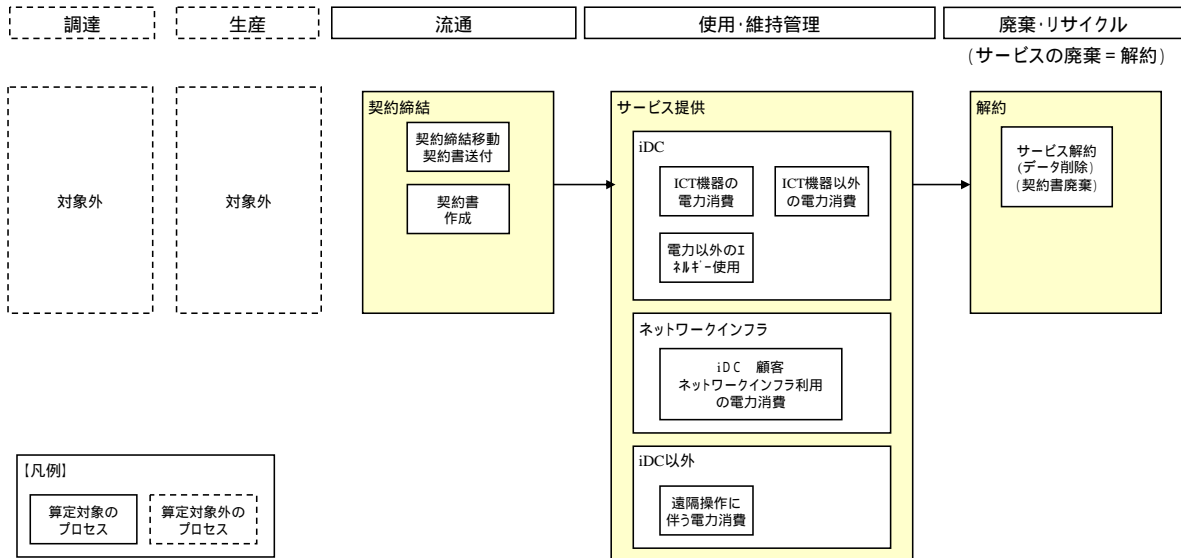 調達
生産
流通
使用・維持管理
廃棄・リサイクル
(サービスの廃棄=解約)
対象外
対象外
契約締結
契約締結移動
契約書送付
契約書
作成
サービス提供
iDC
ICT機器の
電力消費
ICT機器以外
の電力消費
電力以外のエ
ネルギー使用
ネットワークインフラ
iDC 顧客
ネットワークインフラ利用
の電力消費
iDC以外
遠隔操作に
伴う電力消費
解約
サービス解約
(データ削除)
(契約書廃棄)
【凡例】
算定対象の
プロセス
算定対象外の
プロセス